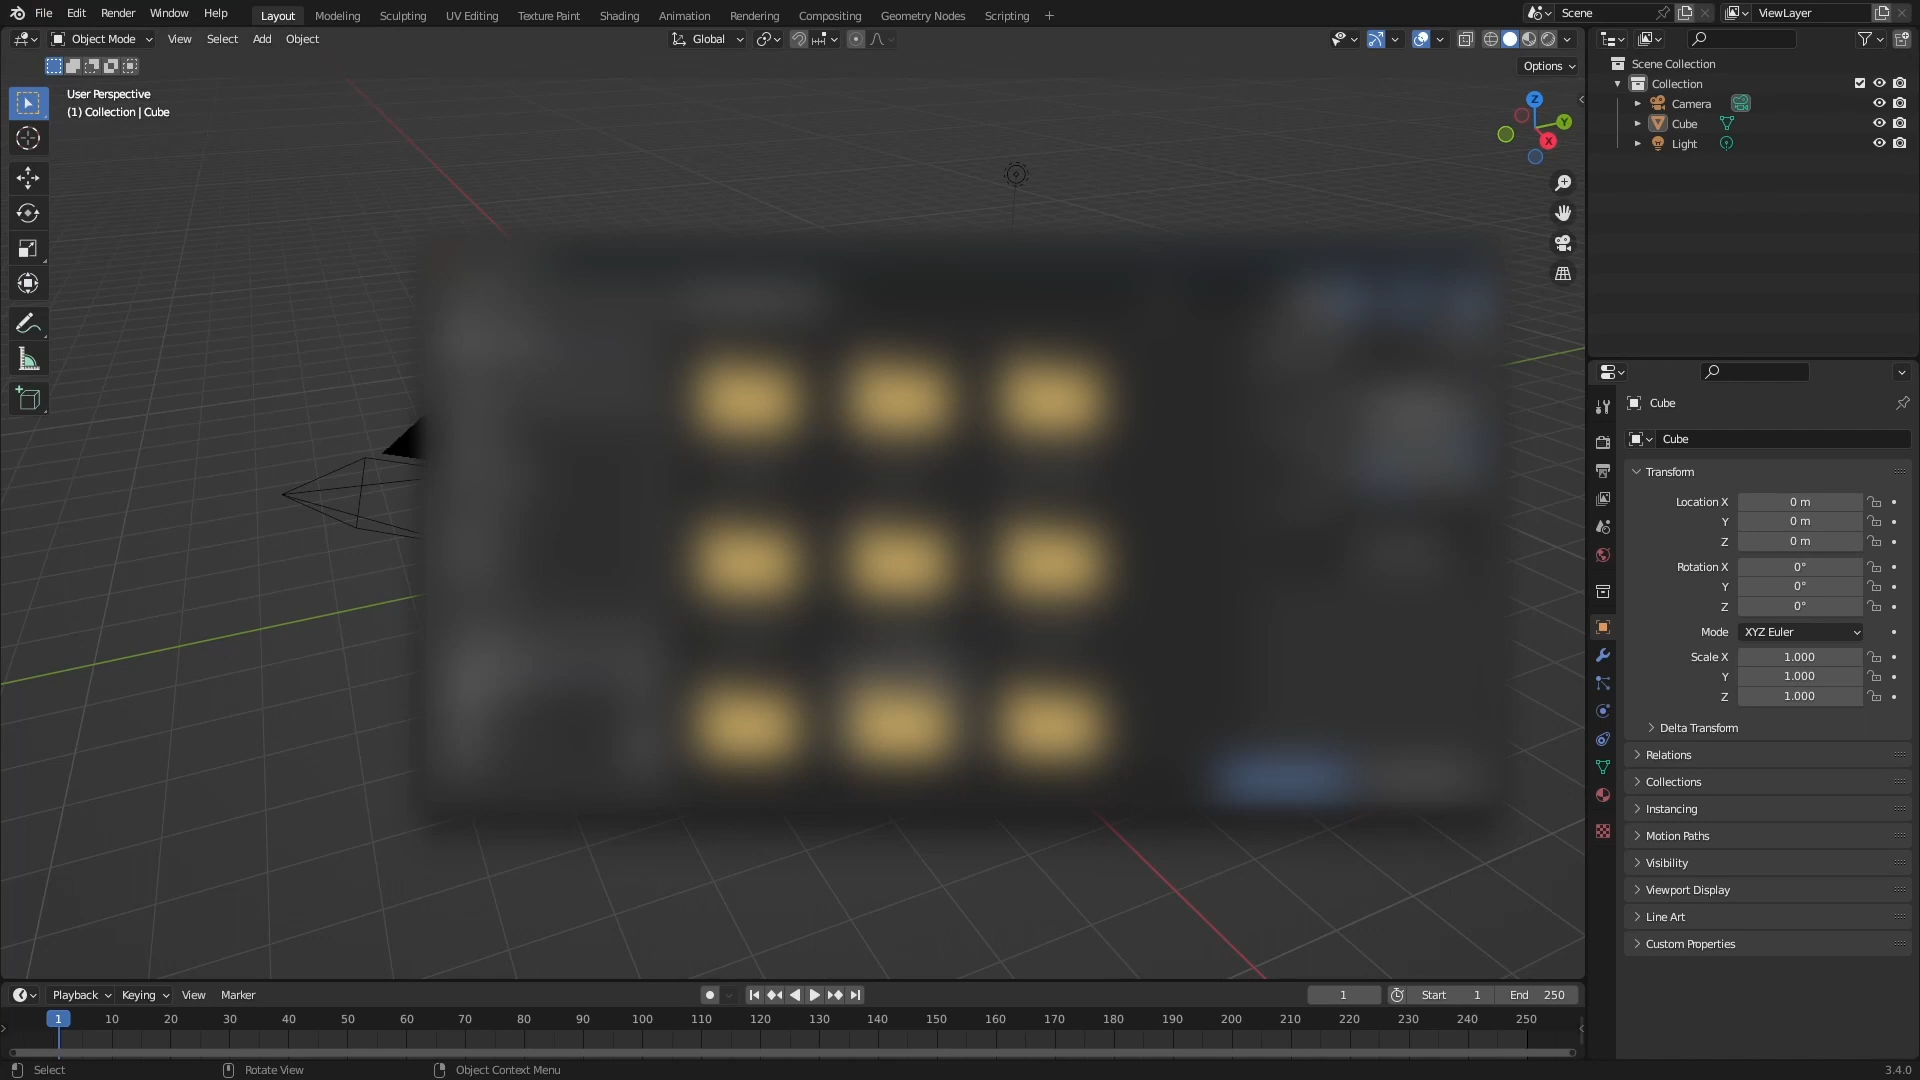 File Edit Render Window Help Layout Modeling Sculpting UV Editing Texture Paint Shading Animation Rendering Compositing Geometry Nodes Scripting + Scene ViewLayer
Object Mode View Select Add Object Global
Options
User Perspective
(1) Collection | Cube
Z
Y
X
Scene Collection
Collection
Camera
Cube
Light
Cube
Cube
Transform
Location X 0 m
Y 0 m
Z 0 m
Rotation X 0°
Y 0°
Z 0°
Mode XYZ Euler
Scale X 1.000
Y 1.000
Z 1.000
Delta Transform
Relations
Collections
Instancing
Motion Paths
Visibility
Viewport Display
Line Art
Custom Properties
Playback Keying View Marker 1 Start 1 End 250
1 10 20 30 40 50 60 70 80 90 100 110 120 130 140 150 160 170 180 190 200 210 220 230 240 250
Select Rotate View Object Context Menu 3.4.0